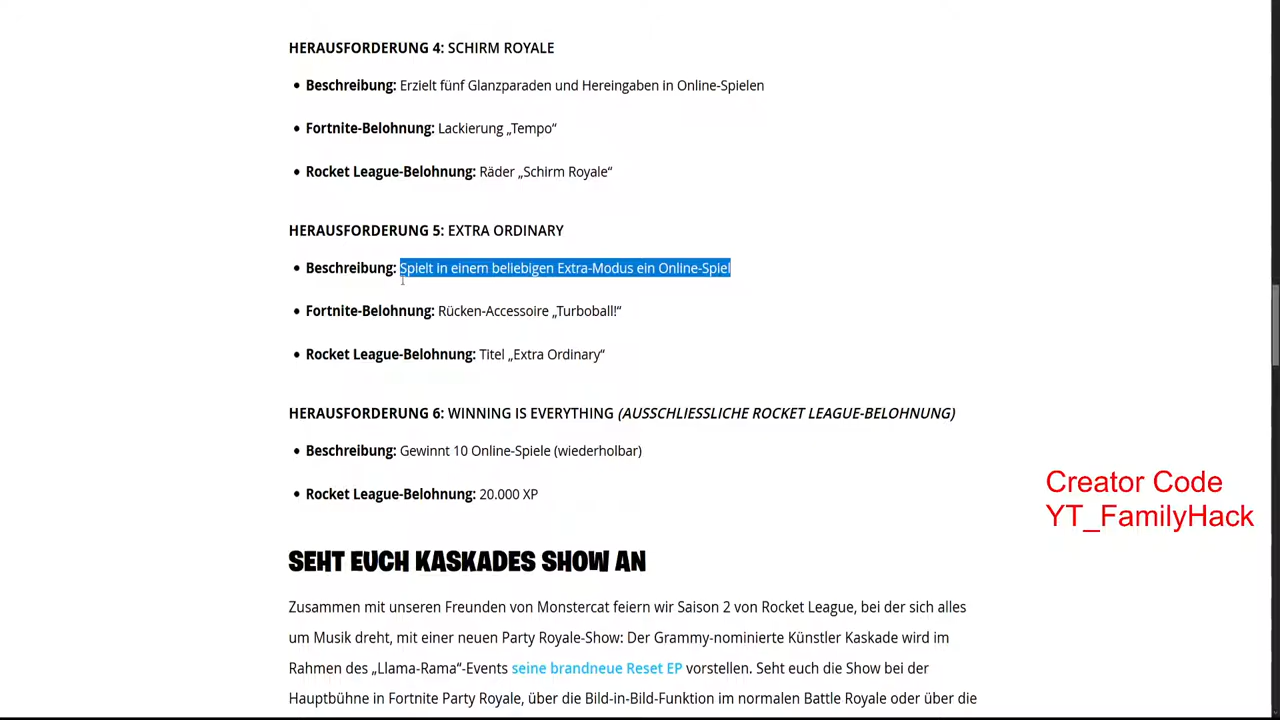 HERAUSFORDERUNG 4: SCHIRM ROYALE
• Beschreibung: Erzielt fünf Glanzparaden und Hereingaben in Online-Spielen
• Fortnite-Belohnung: Lackierung „Tempo“
• Rocket League-Belohnung: Räder „Schirm Royale“
HERAUSFORDERUNG 5: EXTRA ORDINARY
• Beschreibung: Spielt in einem beliebigen Extra-Modus ein Online-Spiel
• Fortnite-Belohnung: Rücken-Accessoire „Turboball!“
• Rocket League-Belohnung: Titel „Extra Ordinary“
HERAUSFORDERUNG 6: WINNING IS EVERYTHING (AUSSCHLIESSLICHE ROCKET LEAGUE-BELOHNUNG)
• Beschreibung: Gewinnt 10 Online-Spiele (wiederholbar)
• Rocket League-Belohnung: 20.000 XP
Creator Code
YT_FamilyHack
SEHT EUCH KASKADES SHOW AN
Zusammen mit unseren Freunden von Monstercat feiern wir Saison 2 von Rocket League, bei der sich alles
um Musik dreht, mit einer neuen Party Royale-Show: Der Grammy-nominierte Künstler Kaskade wird im
Rahmen des „Llama-Rama“-Events seine brandneue Reset EP vorstellen. Seht euch die Show bei der
Hauptbühne in Fortnite Party Royale, über die Bild-in-Bild-Funktion im normalen Battle Royale oder über die